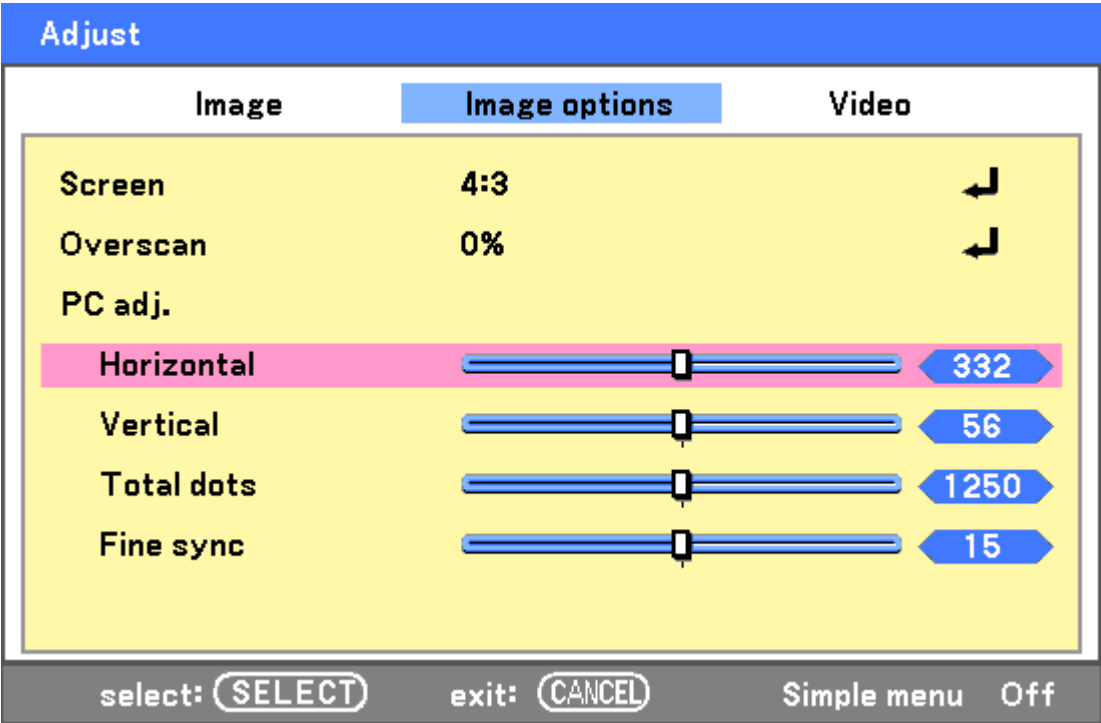 Adjust
Image Image options Video
Screen 4:3
Overscan 0%
PC adj.
Horizontal 332
Vertical 56
Total dots 1250
Fine sync 15
select: SELECT exit: CANCEL Simple menu Off